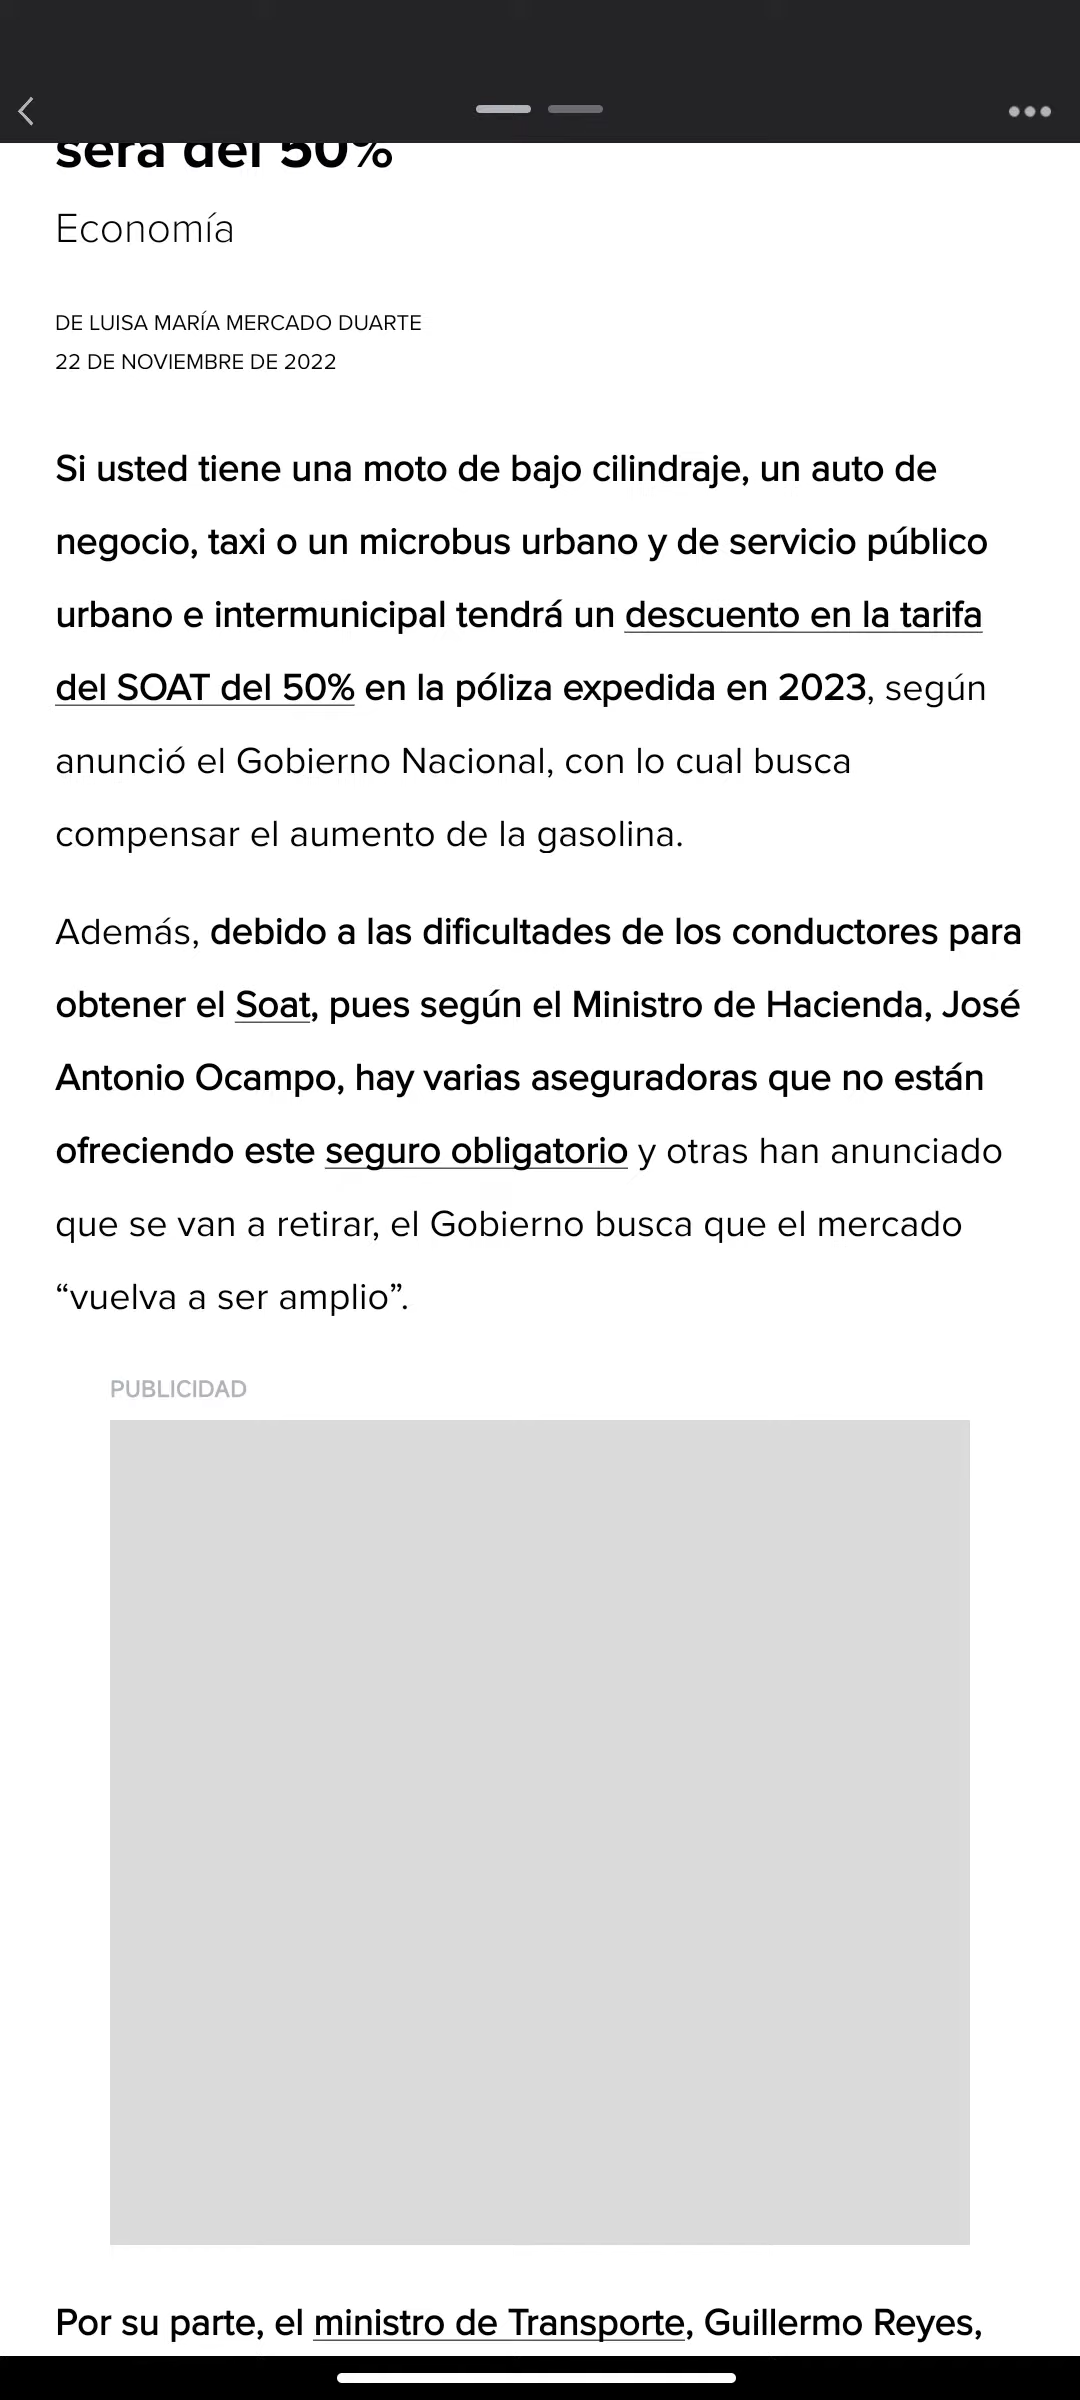 será del 50%
Economía
DE LUISA MARÍA MERCADO DUARTE
22 DE NOVIEMBRE DE 2022
Si usted tiene una moto de bajo cilindraje, un auto de
negocio, taxi o un microbus urbano y de servicio público
urbano e intermunicipal tendrá un descuento en la tarifa
del SOAT del 50% en la póliza expedida en 2023, según
anunció el Gobierno Nacional, con lo cual busca
compensar el aumento de la gasolina.
Además, debido a las dificultades de los conductores para
obtener el Soat, pues según el Ministro de Hacienda, José
Antonio Ocampo, hay varias aseguradoras que no están
ofreciendo este seguro obligatorio y otras han anunciado
que se van a retirar, el Gobierno busca que el mercado
“vuelva a ser amplio”.
PUBLICIDAD
Por su parte, el ministro de Transporte, Guillermo Reyes,